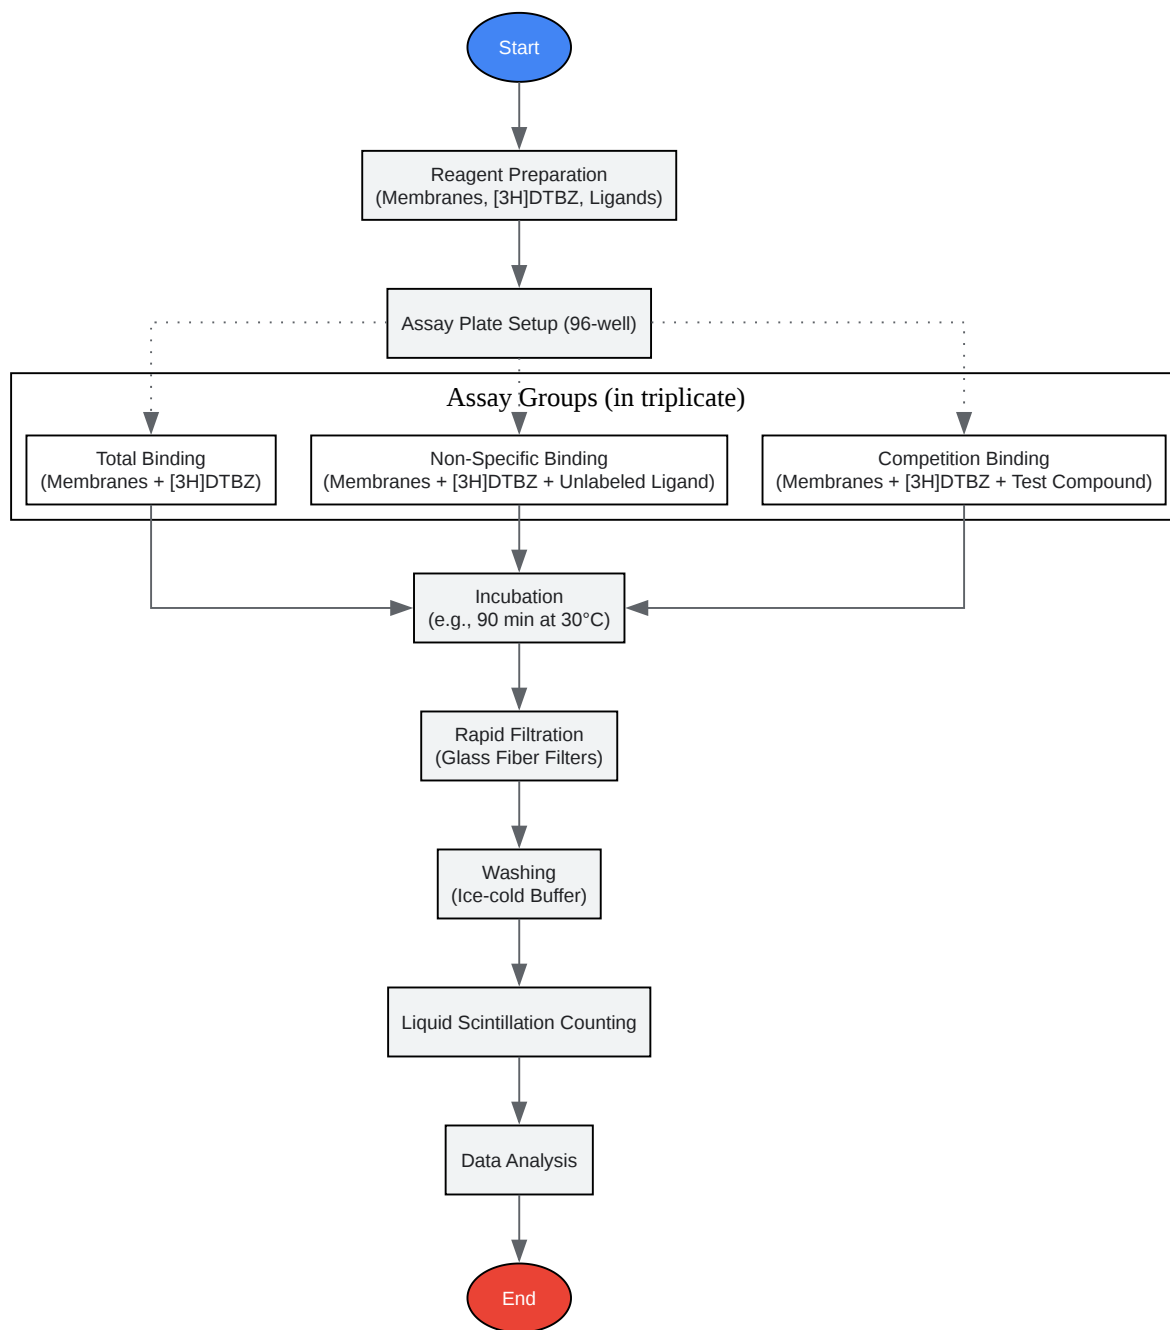 Start
Reagent Preparation
(Membranes, [3H]DTBZ, Ligands)
Assay Plate Setup (96-well)
Assay Groups (in triplicate)
Total Binding
(Membranes + [3H]DTBZ)
Non-Specific Binding
(Membranes + [3H]DTBZ + Unlabeled Ligand)
Competition Binding
(Membranes + [3H]DTBZ + Test Compound)
Incubation
(e.g., 90 min at 30°C)
Rapid Filtration
(Glass Fiber Filters)
Washing
(Ice-cold Buffer)
Liquid Scintillation Counting
Data Analysis
End